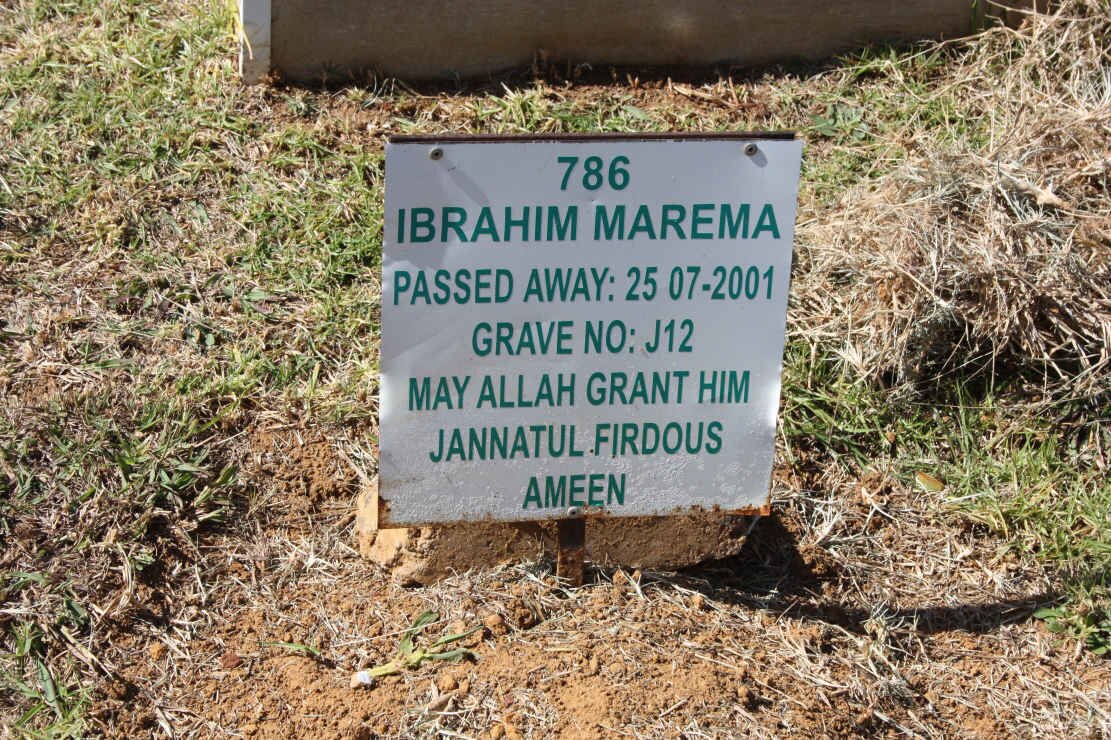 786
IBRAHIM MAREMA
PASSED AWAY: 25 07-2001
GRAVE NO: J12
MAY ALLAH GRANT HIM
JANNATUL FIRDOUS
AMEEN